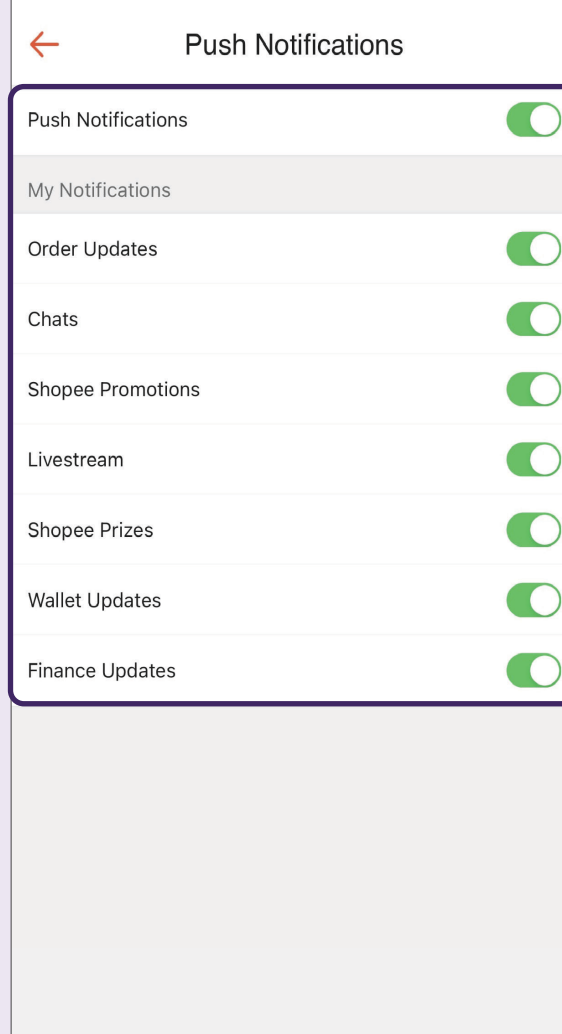 Push Notifications
Push Notifications
My Notifications
Order Updates
Chats
Shopee Promotions
Livestream
Shopee Prizes
Wallet Updates
Finance Updates